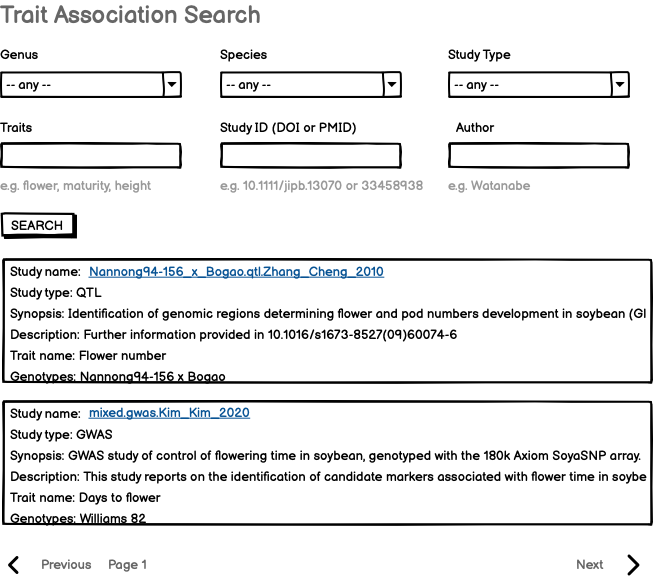 Trait Association Search
Genus Species Study Type
-- any -- -- any -- -- any --
Traits Study ID (DOI or PMID) Author
e.g. flower, maturity, height e.g. 10.1111/jipb.13070 or 33458938 e.g. Watanabe
SEARCH
Study name: Nannong94-156_x_Bogao.qtl.Zhang_Cheng_2010
Study type: QTL
Synopsis: Identification of genomic regions determining flower and pod numbers development in soybean (Gl
Description: Further information provided in 10.1016/s1673-8527(09)60074-6
Trait name: Flower number
Genotypes: Nannong94-156 x Bogao
Study name: mixed.gwas.Kim_Kim_2020
Study type: GWAS
Synopsis: GWAS study of control of flowering time in soybean, genotyped with the 180k Axiom SoyaSNP array.
Description: This study reports on the identification of candidate markers associated with flower time in soybe
Trait name: Days to flower
Genotypes: Williams 82
Previous Page 1 Next